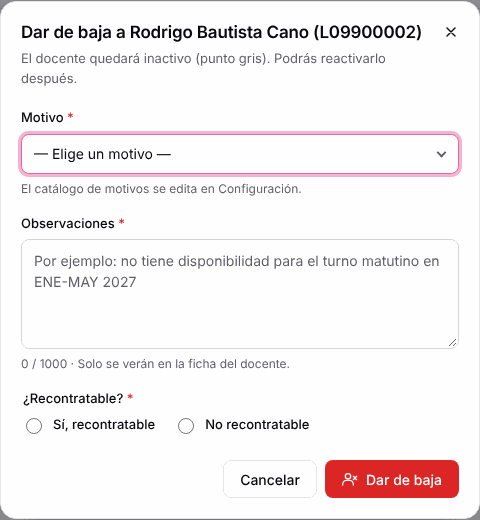 Dar de baja a Rodrigo Bautista Cano (L09900002)
El docente quedará inactivo (punto gris). Podrás reactivarlo
después.
Motivo *
— Elige un motivo —
El catálogo de motivos se edita en Configuración.
Observaciones *
Por ejemplo: no tiene disponibilidad para el turno matutino en
ENE-MAY 2027
0 / 1000 · Solo se verán en la ficha del docente.
¿Recontratable? *
Sí, recontratable
No recontratable
Cancelar
Dar de baja